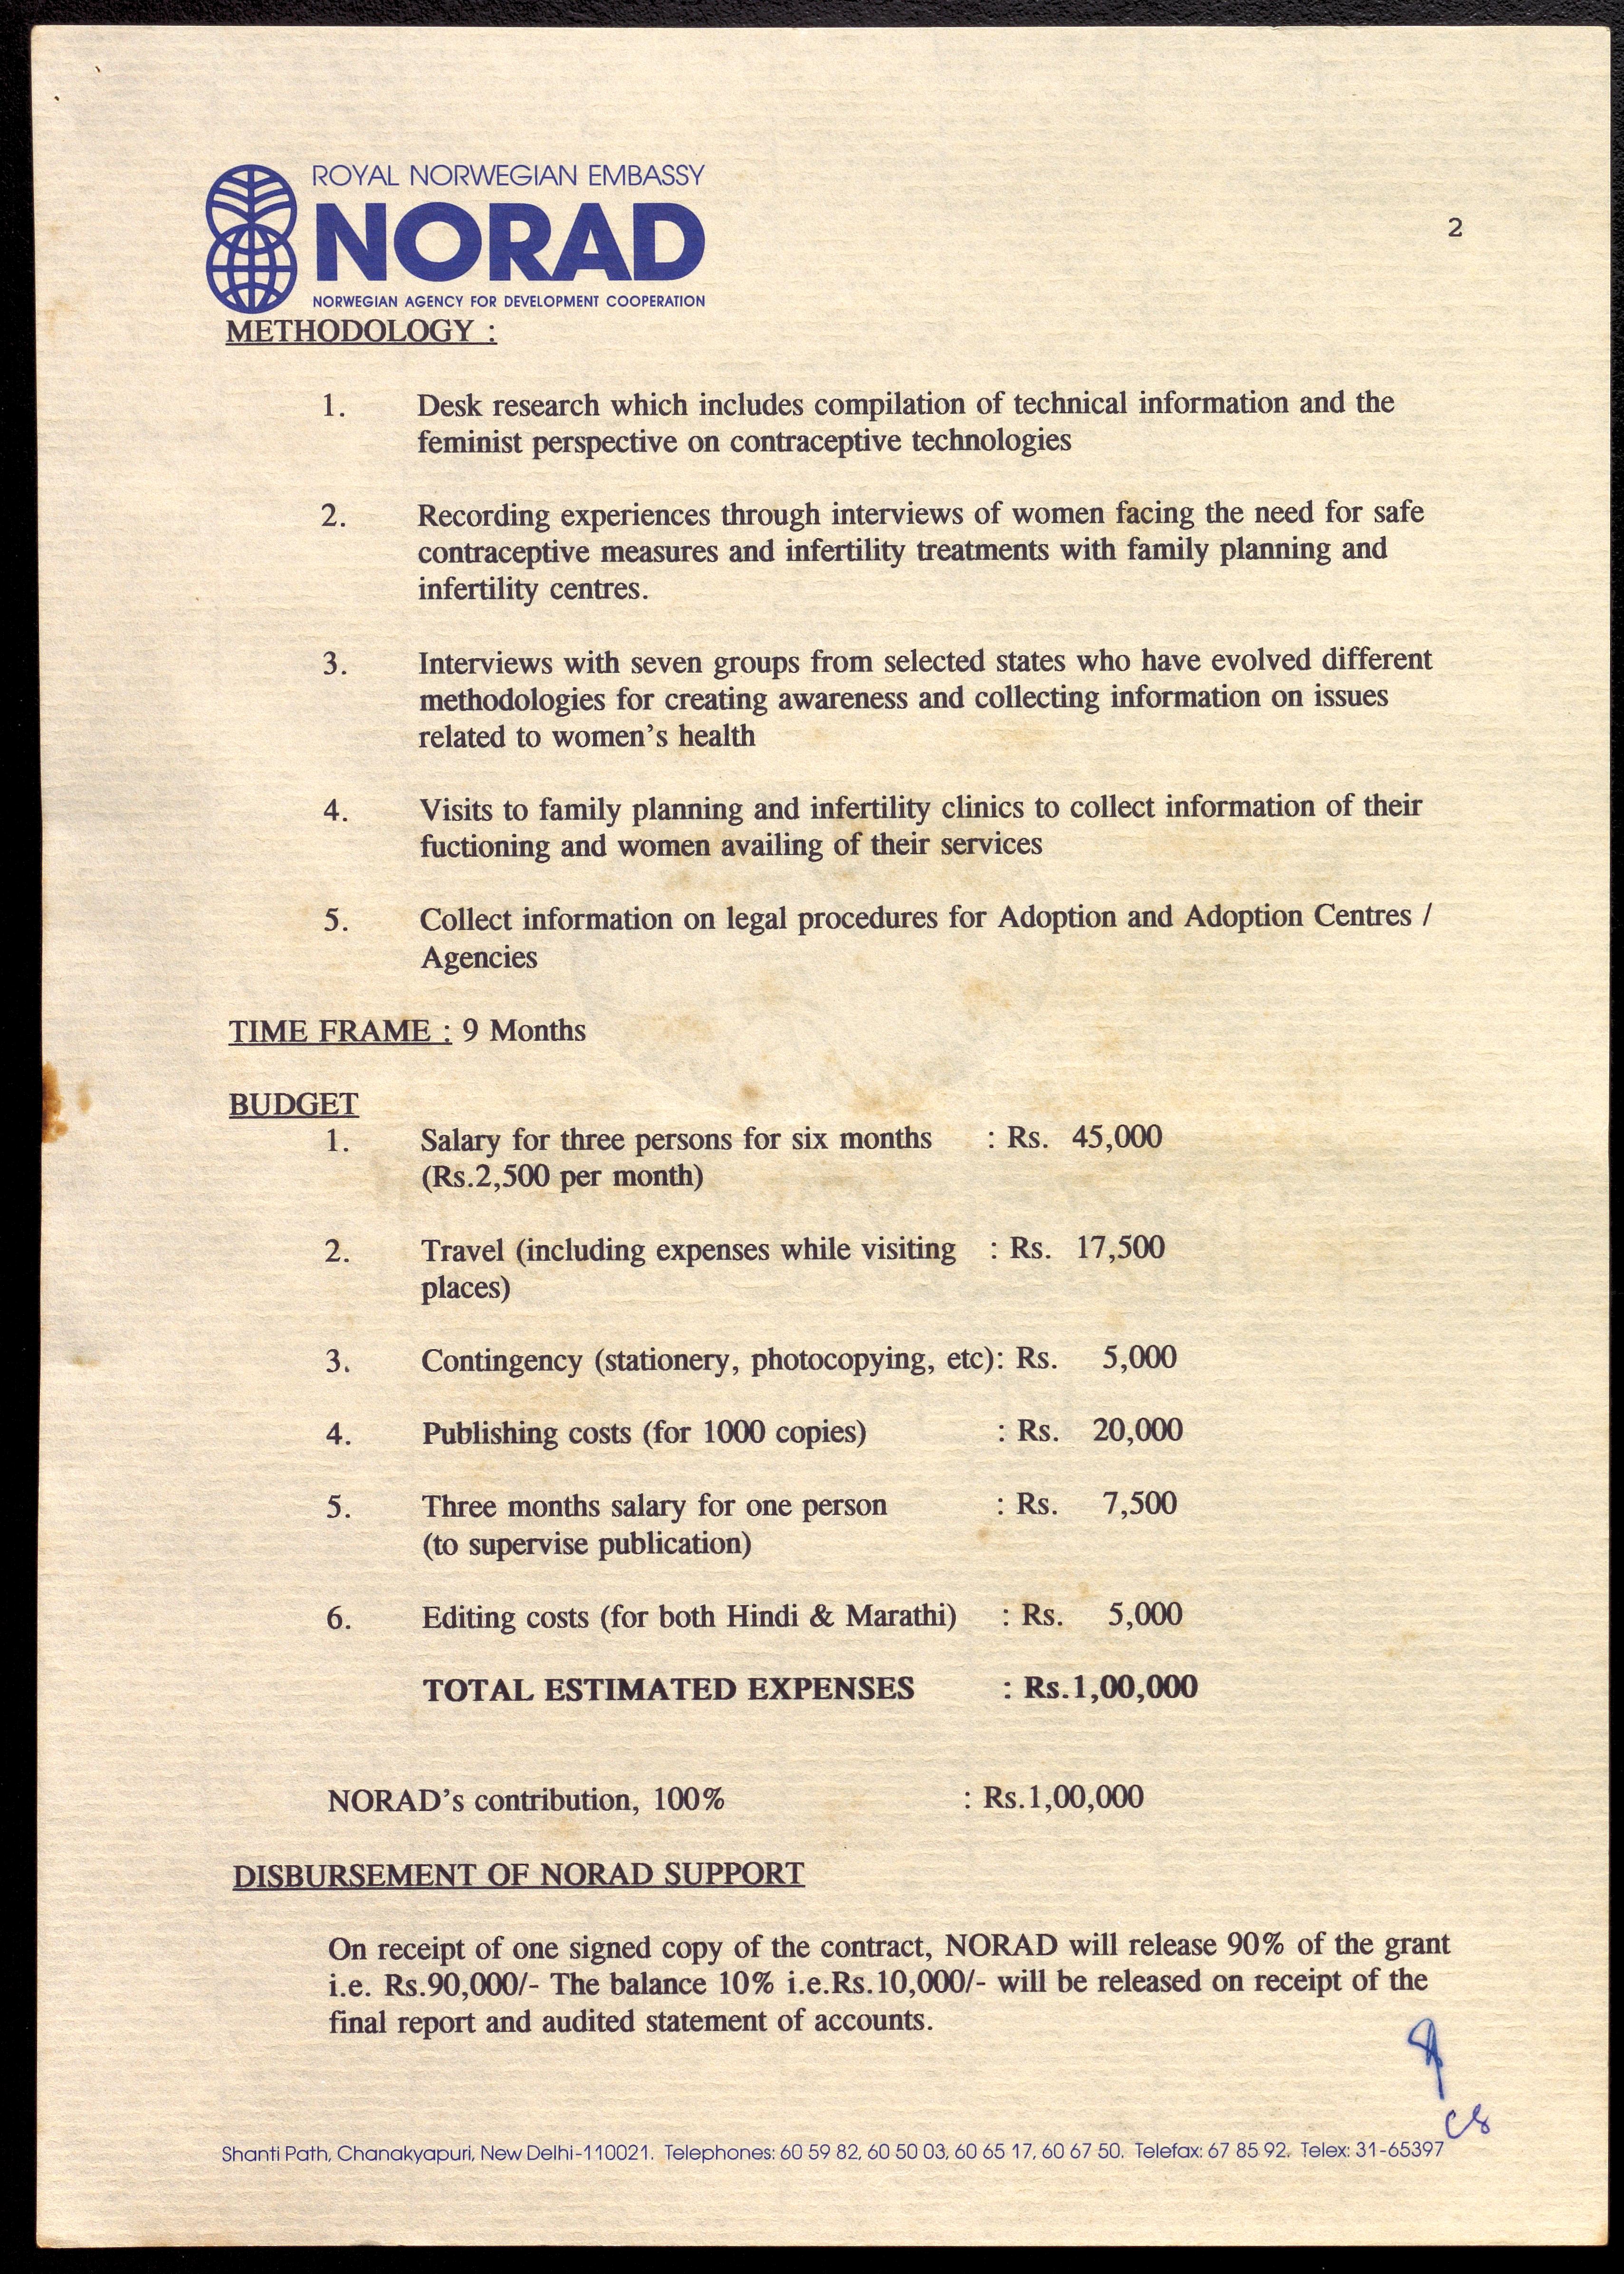 ROYAL NORWEGIAN EMBASSY
NORAD
NORWEGIAN AGENCY FOR DEVELOPMENT COOPERATION
2
METHODOLOGY :
1. Desk research which includes compilation of technical information and the
feminist perspective on contraceptive technologies
2. Recording experiences through interviews of women facing the need for safe
contraceptive measures and infertility treatments with family planning and
infertility centres.
3. Interviews with seven groups from selected states who have evolved different
methodologies for creating awareness and collecting information on issues
related to women's health
4. Visits to family planning and infertility clinics to collect information of their
fuctioning and women availing of their services
5. Collect information on legal procedures for Adoption and Adoption Centres /
Agencies
TIME FRAME : 9 Months
BUDGET
1. Salary for three persons for six months : Rs. 45,000
(Rs.2,500 per month)
2. Travel (including expenses while visiting : Rs. 17,500
places)
3. Contingency (stationery, photocopying, etc): Rs. 5,000
4. Publishing costs (for 1000 copies) : Rs. 20,000
5. Three months salary for one person : Rs. 7,500
(to supervise publication)
6. Editing costs (for both Hindi & Marathi) : Rs. 5,000
TOTAL ESTIMATED EXPENSES : Rs.1,00,000
NORAD's contribution, 100% : Rs.1,00,000
DISBURSEMENT OF NORAD SUPPORT
On receipt of one signed copy of the contract, NORAD will release 90% of the grant
i.e. Rs.90,000/- The balance 10% i.e.Rs.10,000/- will be released on receipt of the
final report and audited statement of accounts.
Shanti Path, Chanakyapuri, New Delhi-110021. Telephones: 60 59 82, 60 50 03, 60 65 17, 60 67 50. Telefax: 67 85 92. Telex: 31-65397